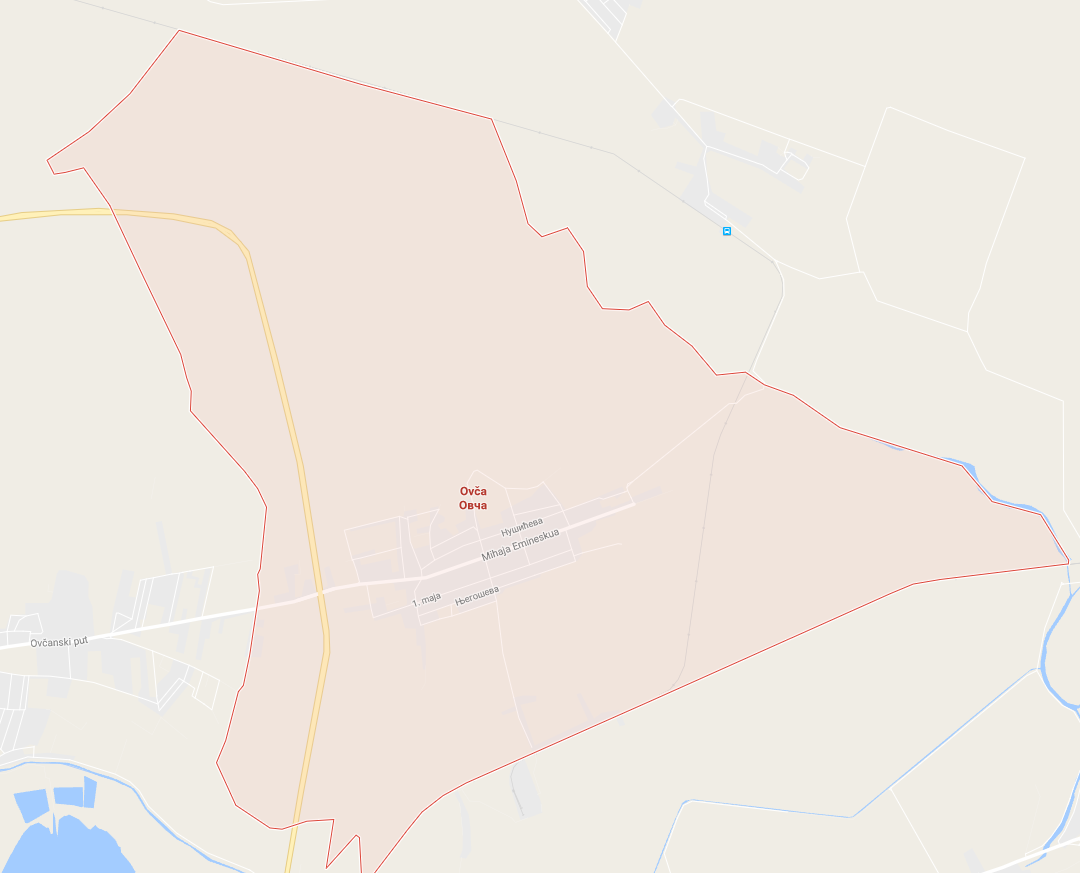 Ovča
Овча
Нушићева
Mihaja Emineskua
1. maja
Његошева
Ovčanski put